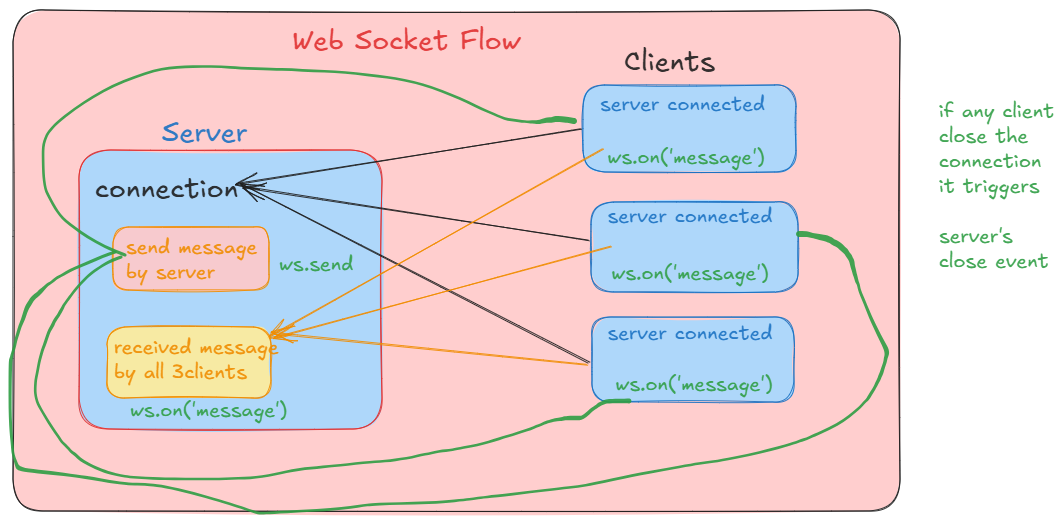 Web Socket Flow
Clients
Server
connection
send message
by server
ws.send
received message
by all 3clients
ws.on('message')
server connected
ws.on('message')
server connected
ws.on('message')
server connected
ws.on('message')
if any client
close the
connection
it triggers
server's
close event